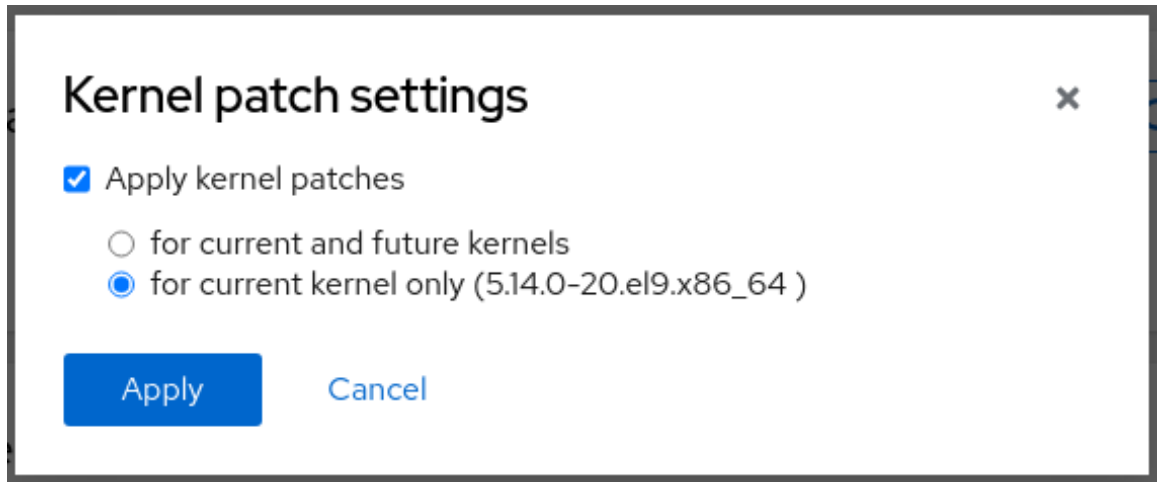 Kernel patch settings
Apply kernel patches
for current and future kernels
for current kernel only (5.14.0-20.el9.x86_64 )
Apply
Cancel